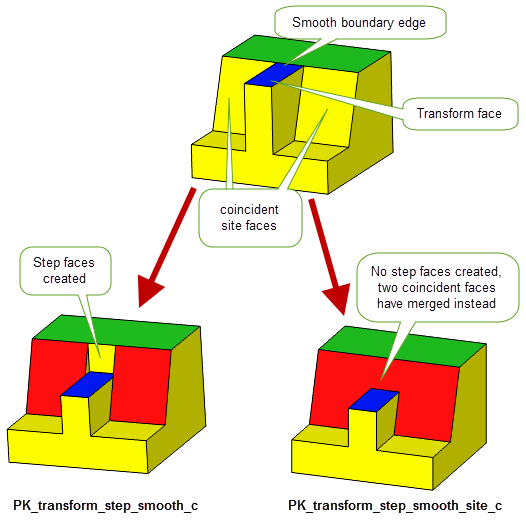 Smooth boundary edge
Transform face
coincident
site faces
Step faces
created
No step faces created,
two coincident faces
have merged instead
PK_transform_step_smooth_c
PK_transform_step_smooth_site_c